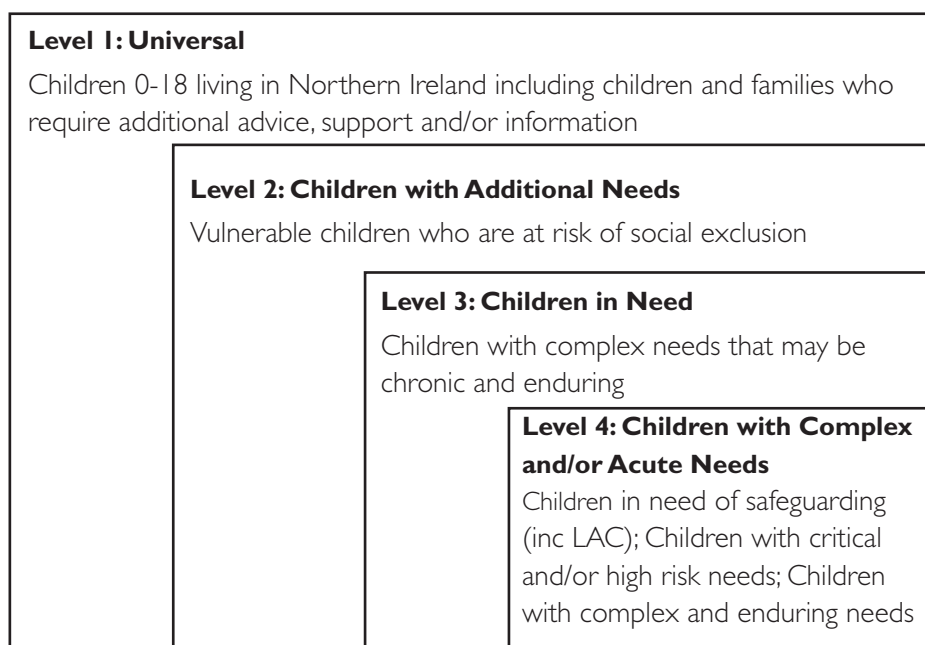 Level 1: Universal
Children 0-18 living in Northern Ireland including children and families who
require additional advice, support and/or information
Level 2: Children with Additional Needs
Vulnerable children who are at risk of social exclusion
Level 3: Children in Need
Children with complex needs that may be
chronic and enduring
Level 4: Children with Complex
and/or Acute Needs
Children in need of safeguarding
(inc LAC); Children with critical
and/or high risk needs; Children
with complex and enduring needs